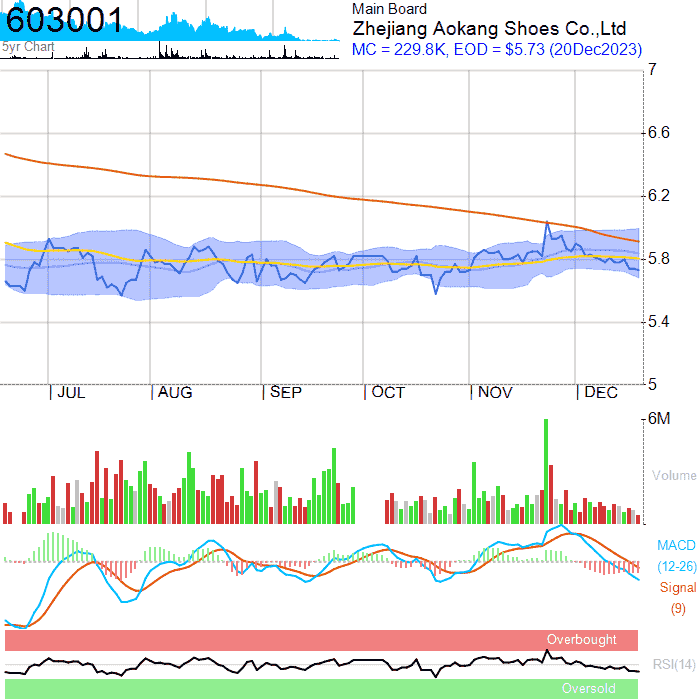 603001
5yr Chart
Main Board
Zhejiang Aokang Shoes Co.,Ltd
MC = 229.8K, EOD = $5.73 (20Dec2023)
7
6.6
6.2
5.8
5.4
5
JUL AUG SEP OCT NOV DEC
6M
Volume
MACD
(12-26)
Signal
(9)
Overbought
RSI(14)
Oversold